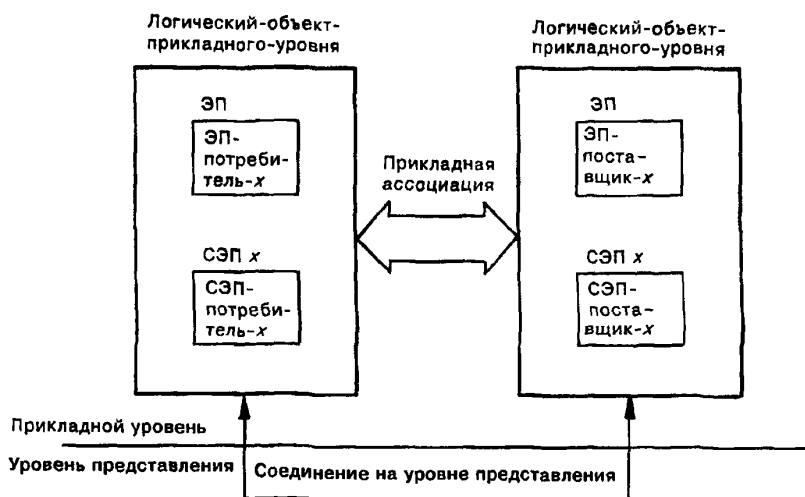 Логический-объект-
прикладного-уровня
ЭП
ЭП-
потреби-
тель-x
СЭП x
СЭП-
потреби-
тель-x
Прикладная
ассоциация
Логический-объект-
прикладного-уровня
ЭП
ЭП-
поста-
вщик-x
СЭП x
СЭП-
поста-
вщик-x
Прикладной уровень
Уровень представления
Соединение на уровне представления